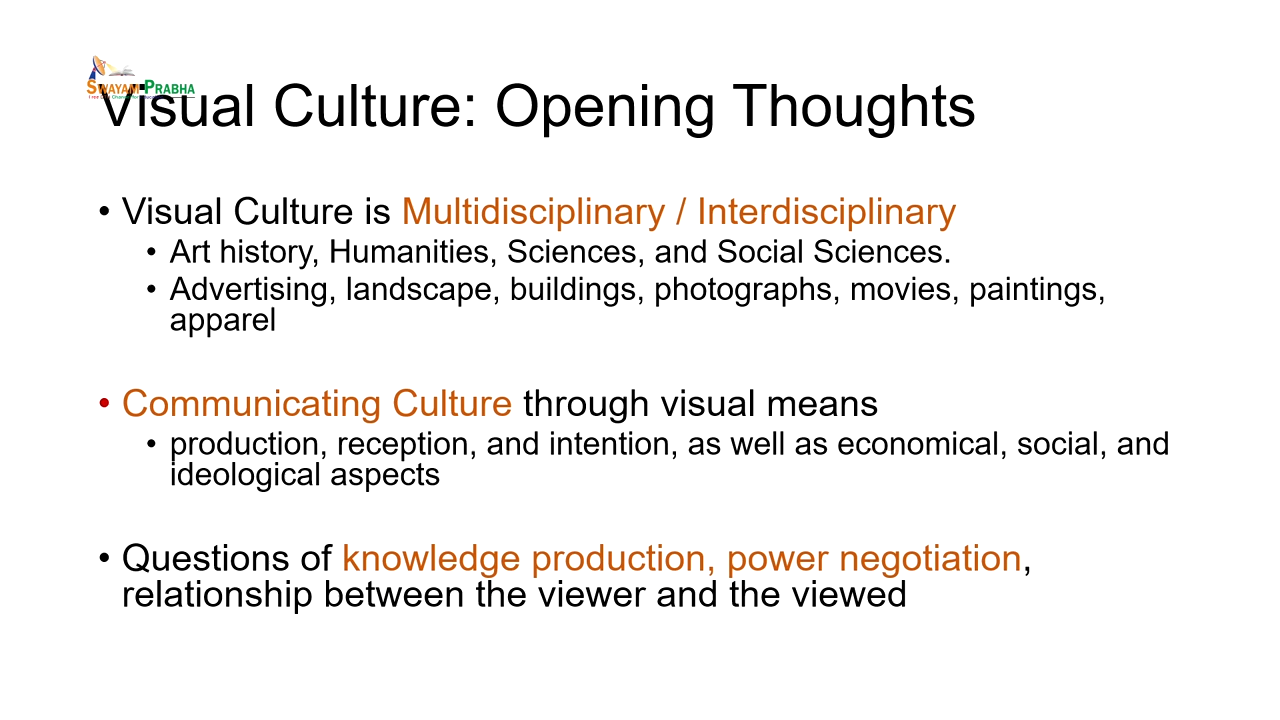 SWAYAM PRABHA
Visual Culture: Opening Thoughts
• Visual Culture is Multidisciplinary / Interdisciplinary
• Art history, Humanities, Sciences, and Social Sciences.
• Advertising, landscape, buildings, photographs, movies, paintings,
apparel
• Communicating Culture through visual means
• production, reception, and intention, as well as economical, social, and
ideological aspects
• Questions of knowledge production, power negotiation,
relationship between the viewer and the viewed